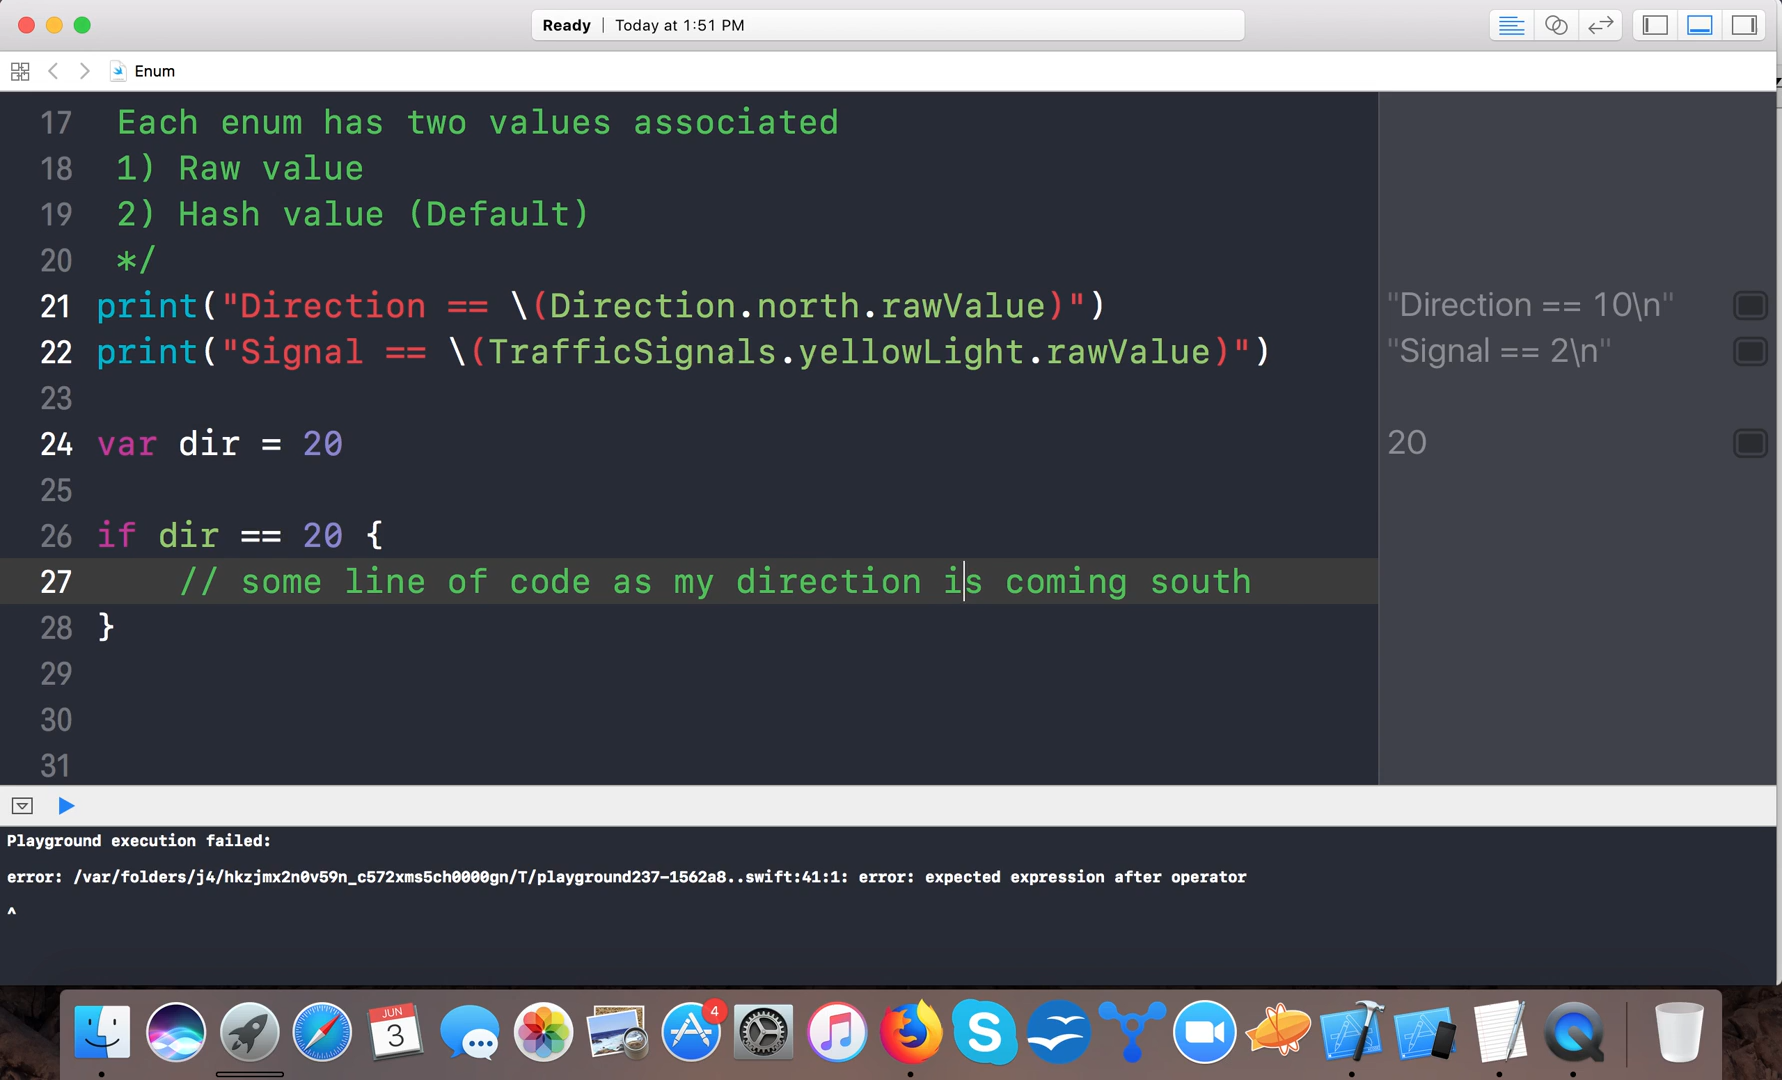 Ready | Today at 1:51 PM
Enum
17 Each enum has two values associated
18 1) Raw value
19 2) Hash value (Default)
20 */
21 print("Direction == \(Direction.north.rawValue)") "Direction == 10\n"
22 print("Signal == \(TrafficSignals.yellowLight.rawValue)") "Signal == 2\n"
23
24 var dir = 20 20
25
26 if dir == 20 {
27 // some line of code as my direction is coming south
28 }
29
30
31
Playground execution failed:
error: /var/folders/j4/hkzjmx2n0v59n_c572xms5ch0000gn/T/playground237-1562a8..swift:41:1: error: expected expression after operator
^
JUN
3
4